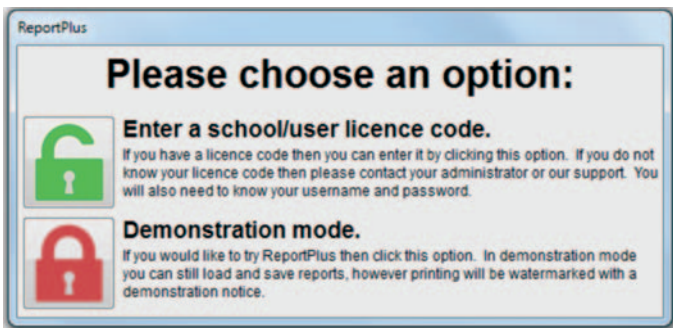 ReportPlus
Please choose an option:
Enter a school/user licence code.
If you have a licence code then you can enter it by clicking this option. If you do not
know your licence code then please contact your administrator or our support. You
will also need to know your username and password.
Demonstration mode.
If you would like to try ReportPlus then click this option. In demonstration mode
you can still load and save reports, however printing will be watermarked with a
demonstration notice.